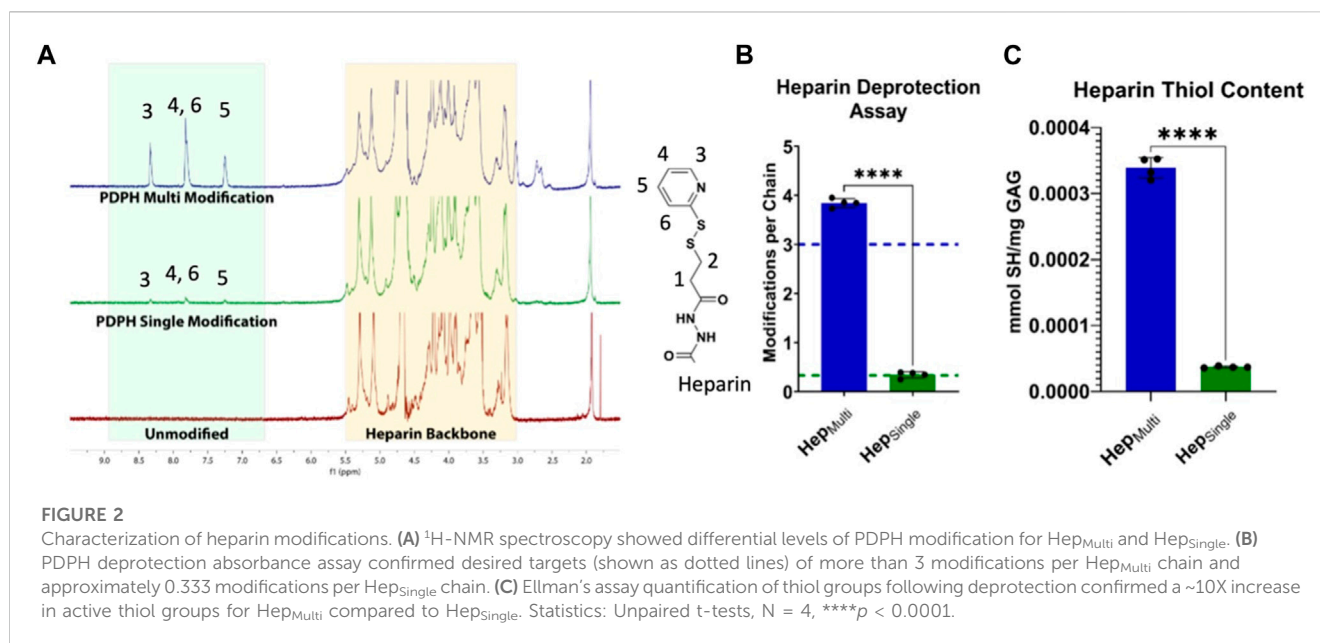 A
3 4, 6 5
PDPH Multi Modification
3 4, 6 5
PDPH Single Modification
Unmodified
Heparin Backbone
9.0 8.5 8.0 7.5 7.0 6.5 6.0 5.5 5.0 4.5 4.0 3.5 3.0 2.5 2.0
f1 (ppm)
4 3
5 N
6 S
S
2
1
O
HN
NH
O
Heparin
B
Heparin Deprotection
Assay
****
Modifications per Chain
5
4
3
2
1
0
HepMulti
HepSingle
C
Heparin Thiol Content
****
mmol SH/mg GAG
0.0004
0.0003
0.0002
0.0001
0.0000
HepMulti
HepSingle
FIGURE 2
Characterization of heparin modifications. (A) ¹H-NMR spectroscopy showed differential levels of PDPH modification for HepMulti and HepSingle. (B)
PDPH deprotection absorbance assay confirmed desired targets (shown as dotted lines) of more than 3 modifications per HepMulti chain and
approximately 0.333 modifications per HepSingle chain. (C) Ellman's assay quantification of thiol groups following deprotection confirmed a ~10X increase
in active thiol groups for HepMulti compared to HepSingle. Statistics: Unpaired t-tests, N = 4, ****p < 0.0001.